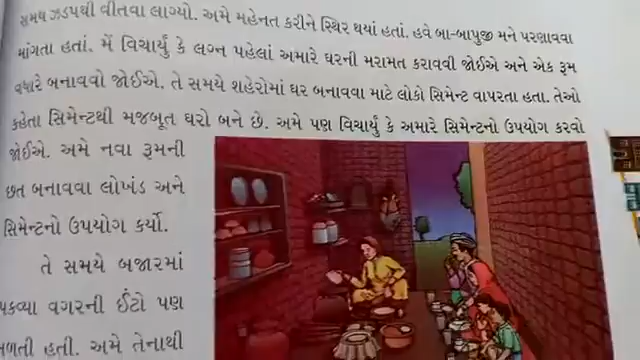 સમય ઝડપથી વીતવા લાગ્યો. અમે મહેનત કરીને સ્થિર થયાં હતાં. હવે બા-બાપુજી મને પરણાવવા
માંગતા હતાં. મેં વિચાર્યું કે લગ્ન પહેલાં અમારે ઘરની મરામત કરાવવી જોઈએ અને એક રૂમ
વધારે બનાવવો જોઈએ. તે સમયે શહેરોમાં ઘર બનાવવા માટે લોકો સિમેન્ટ વાપરતા હતા. તેઓ
કહેતા સિમેન્ટથી મજબૂત ઘરો બને છે. અમે પણ વિચાર્યું કે અમારે સિમેન્ટનો ઉપયોગ કરવો
જોઈએ. અમે નવા રૂમની
છત બનાવવા લોખંડ અને
સિમેન્ટનો ઉપયોગ કર્યો.
તે સમયે બજારમાં
પકવ્યા વગરની ઈંટો પણ
મળતી હતી. અમે તેનાથી